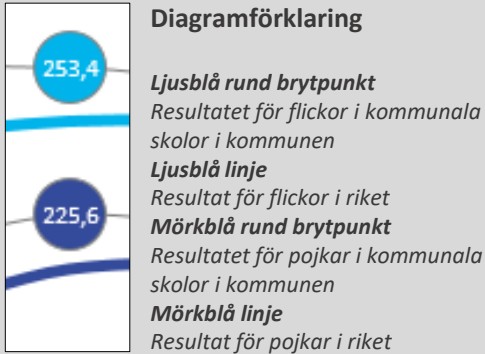 Diagramförklaring
253,4
Ljusblå rund brytpunkt
Resultatet för flickor i kommunala
skolor i kommunen
Ljusblå linje
Resultat för flickor i riket
225,6
Mörkblå rund brytpunkt
Resultatet för pojkar i kommunala
skolor i kommunen
Mörkblå linje
Resultat för pojkar i riket